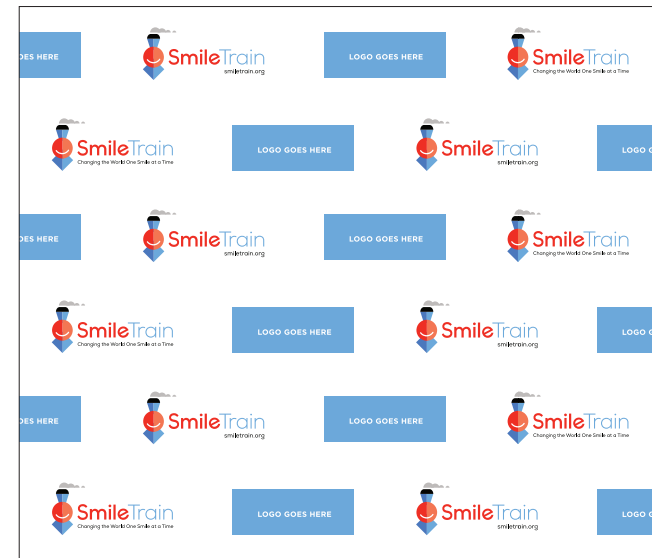 OES HERE
SmileTrain
smiletrain.org
LOGO GOES HERE
SmileTrain
Changing the World One Smile at a Time
SmileTrain
Changing the World One Smile at a Time
LOGO GOES HERE
SmileTrain
smiletrain.org
LOGO G
OES HERE
SmileTrain
smiletrain.org
LOGO GOES HERE
SmileTrain
Changing the World One Smile at a Time
SmileTrain
Changing the World One Smile at a Time
LOGO GOES HERE
SmileTrain
smiletrain.org
LOGO G
OES HERE
SmileTrain
smiletrain.org
LOGO GOES HERE
SmileTrain
Changing the World One Smile at a Time
SmileTrain
Changing the World One Smile at a Time
LOGO GOES HERE
SmileTrain
smiletrain.org
LOGO G